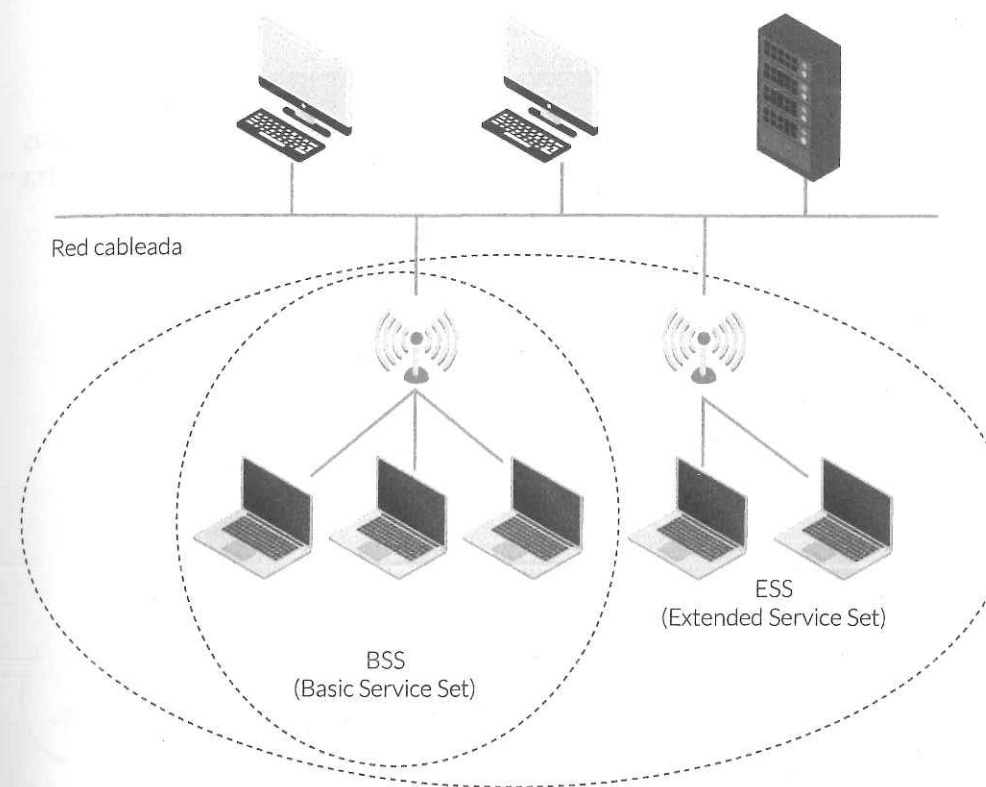 Red cableada
ESS
(Extended Service Set)
BSS
(Basic Service Set)